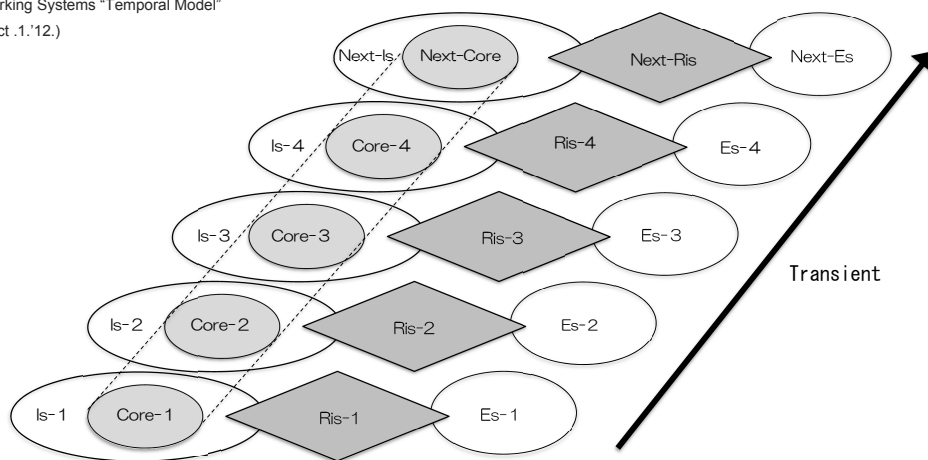 rking Systems “Temporal Model”
ct .1.’12.)
Next-Is Next-Core Next-Ris Next-Es
Is-4 Core-4 Ris-4 Es-4
Is-3 Core-3 Ris-3 Es-3
Transient
Is-2 Core-2 Ris-2 Es-2
Is-1 Core-1 Ris-1 Es-1